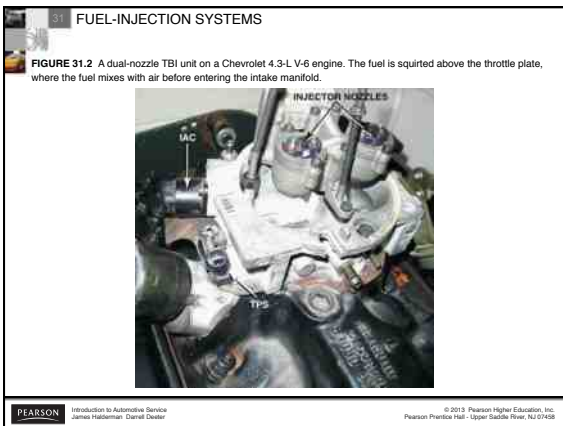 31 FUEL-INJECTION SYSTEMS
FIGURE 31.2 A dual-nozzle TBI unit on a Chevrolet 4.3-L V-6 engine. The fuel is squirted above the throttle plate,
where the fuel mixes with air before entering the intake manifold.
INJECTOR NOZZLES
IAC
TPS
PEARSON
Introduction to Automotive Service
James Halderman Darrell Deeter
© 2013 Pearson Higher Education, Inc.
Pearson Prentice Hall - Upper Saddle River, NJ 07458